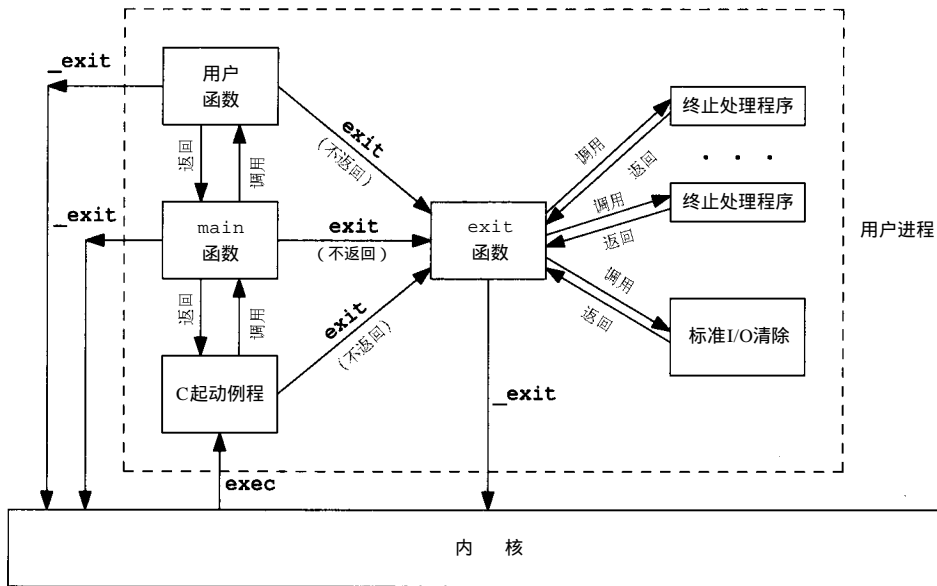 _exit
用户
函数
exit
(不返回)
终止处理程序
调用
返回
返回
调用
. . .
_exit
main
函数
exit
(不返回)
exit
函数
调用
返回
终止处理程序
用户进程
返回
调用
exit
(不返回)
调用
返回
标准I/O清除
C起动例程
_exit
exec
内 核